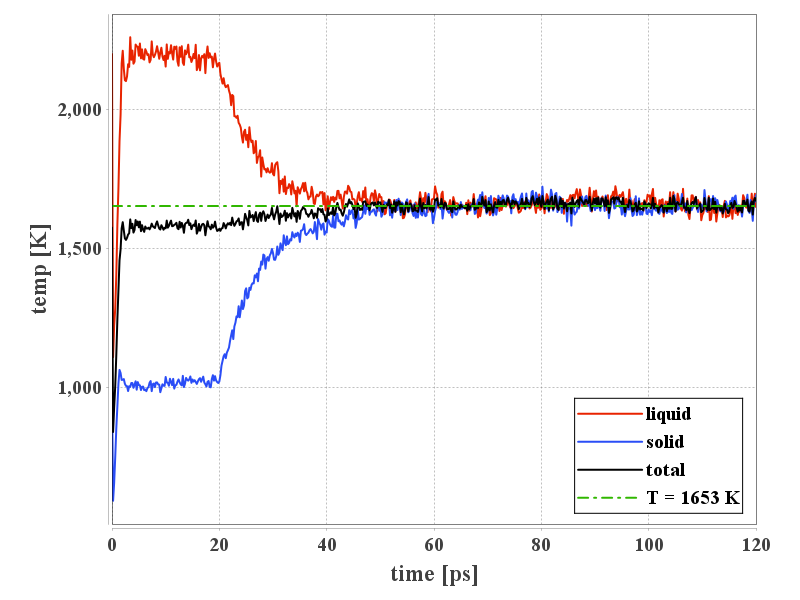 2,000
1,500
1,000
temp [K]
liquid
solid
total
T = 1653 K
0
20
40
60
80
100
120
time [ps]